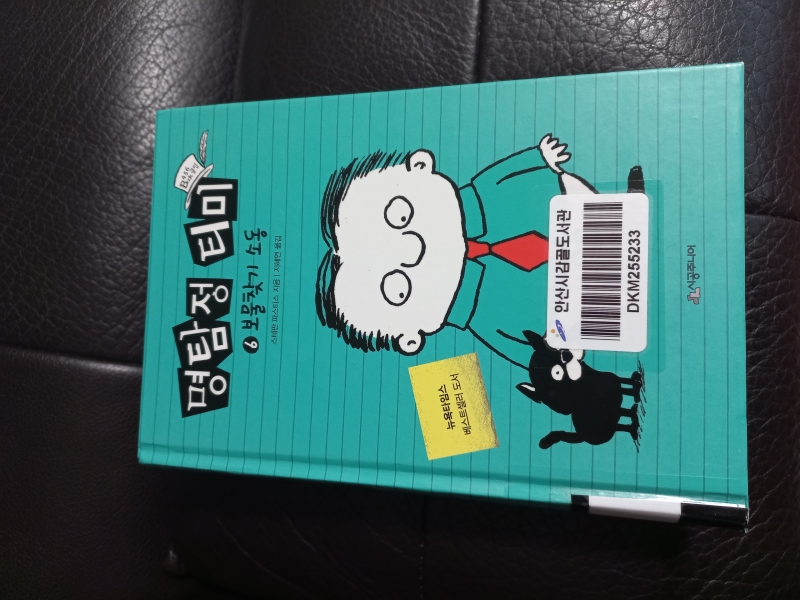 명탐정 티미
6 보물찾기 소동
스테판 파스티스 지음 | 지혜연 옮김
뉴욕타임스
베스트셀러 도서
안산시감골도서관
DKM255233
시공주니어